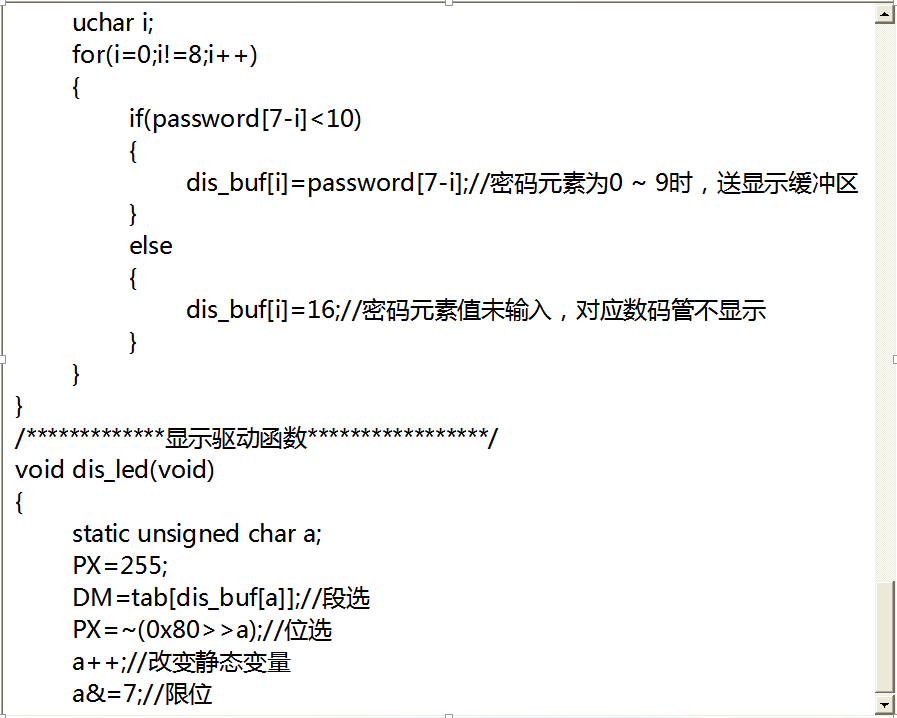 uchar i;
for(i=0;i!=8;i++)
{
if(password[7-i]<10)
{
dis_buf[i]=password[7-i];//密码元素为0 ~ 9时，送显示缓冲区
}
else
{
dis_buf[i]=16;//密码元素值未输入，对应数码管不显示
}
}
}
/*************显示驱动函数*****************/
void dis_led(void)
{
static unsigned char a;
PX=255;
DM=tab[dis_buf[a]];//段选
PX=~(0x80>>a);//位选
a++;//改变静态变量
a&=7;//限位